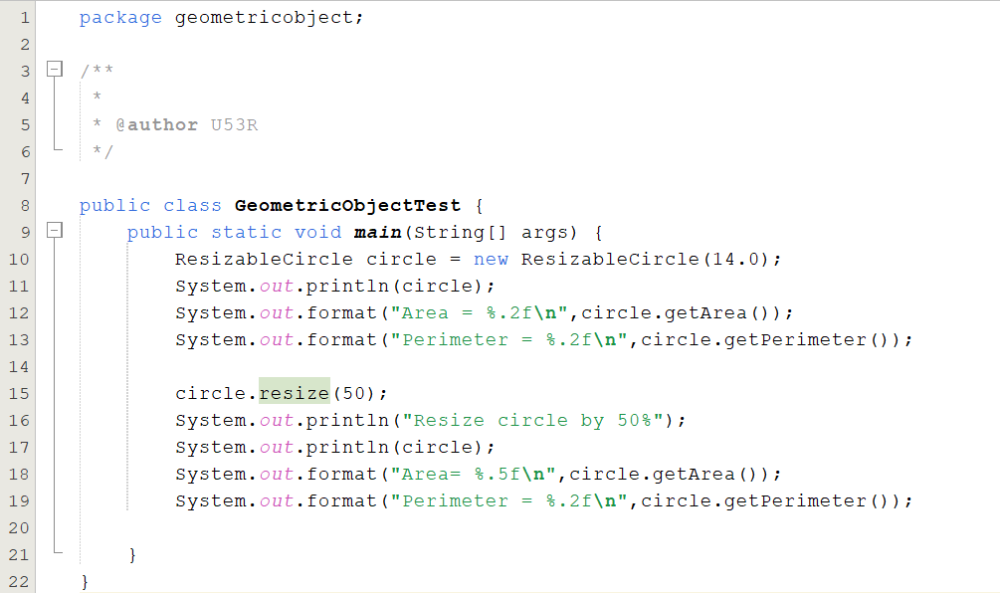 1 package geometricobject;
2
3 /**
4  *
5  * @author U53R
6  */
7
8 public class GeometricObjectTest {
9     public static void main(String[] args) {
10         ResizableCircle circle = new ResizableCircle(14.0);
11         System.out.println(circle);
12         System.out.format("Area = %.2f\n",circle.getArea());
13         System.out.format("Perimeter = %.2f\n",circle.getPerimeter());
14
15         circle.resize(50);
16         System.out.println("Resize circle by 50%");
17         System.out.println(circle);
18         System.out.format("Area= %.5f\n",circle.getArea());
19         System.out.format("Perimeter = %.2f\n",circle.getPerimeter());
20
21     }
22 }